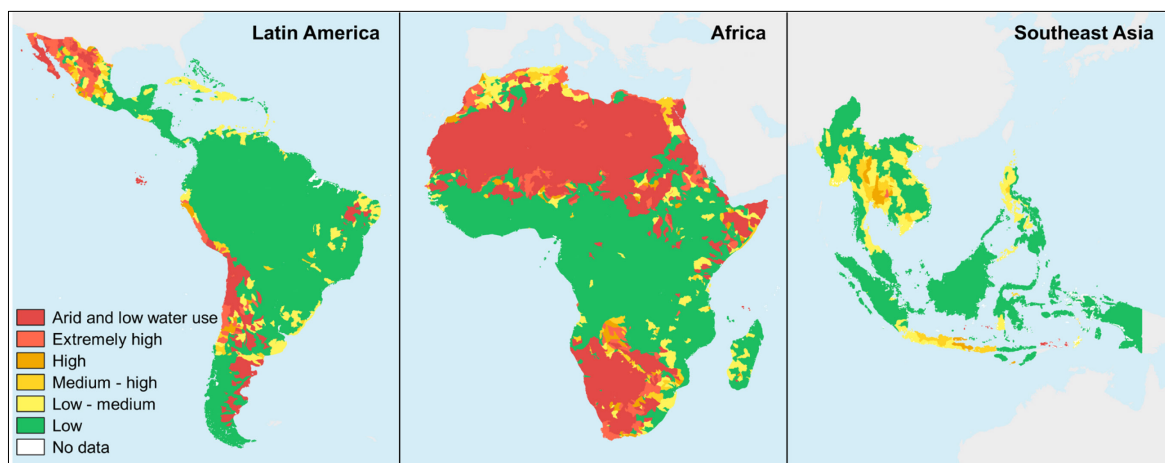 Latin America
Africa
Southeast Asia
Arid and low water use
Extremely high
High
Medium - high
Low - medium
Low
No data